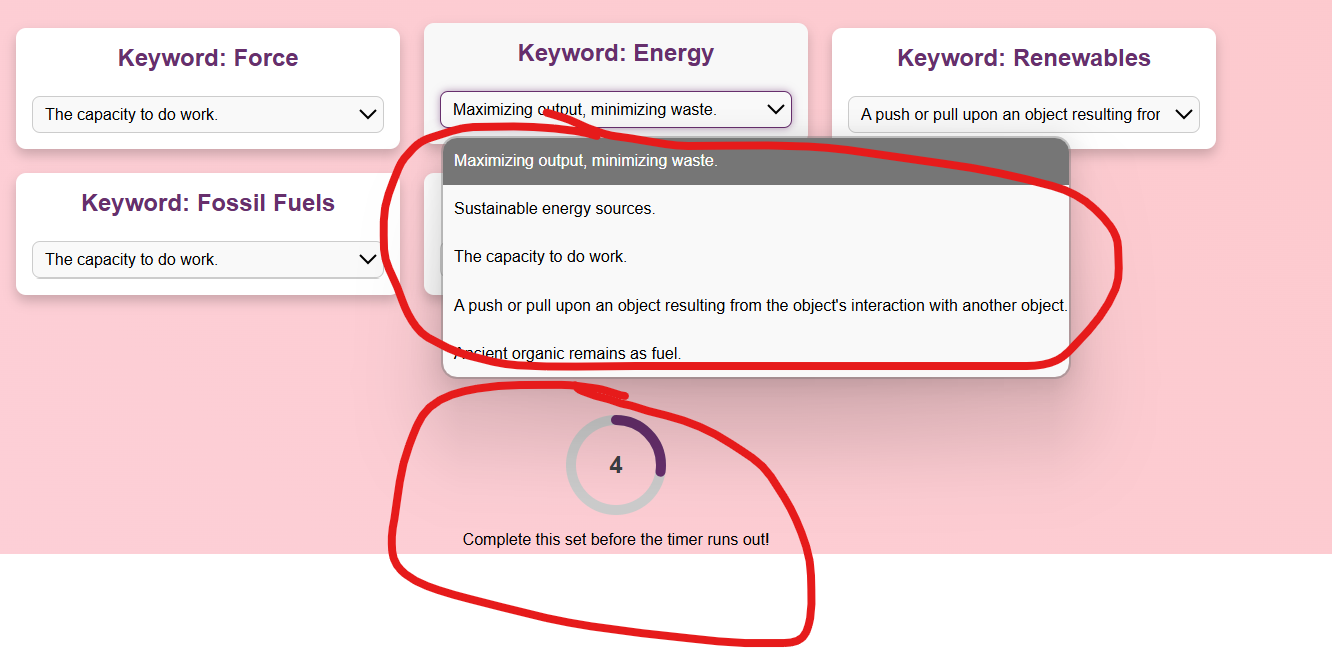 Keyword: Force
The capacity to do work.
Keyword: Energy
Maximizing output, minimizing waste.
Keyword: Renewables
A push or pull upon an object resulting fror
Maximizing output, minimizing waste.
Sustainable energy sources.
The capacity to do work.
A push or pull upon an object resulting from the object's interaction with another object.
Ancient organic remains as fuel.
Keyword: Fossil Fuels
The capacity to do work.
4
Complete this set before the timer runs out!